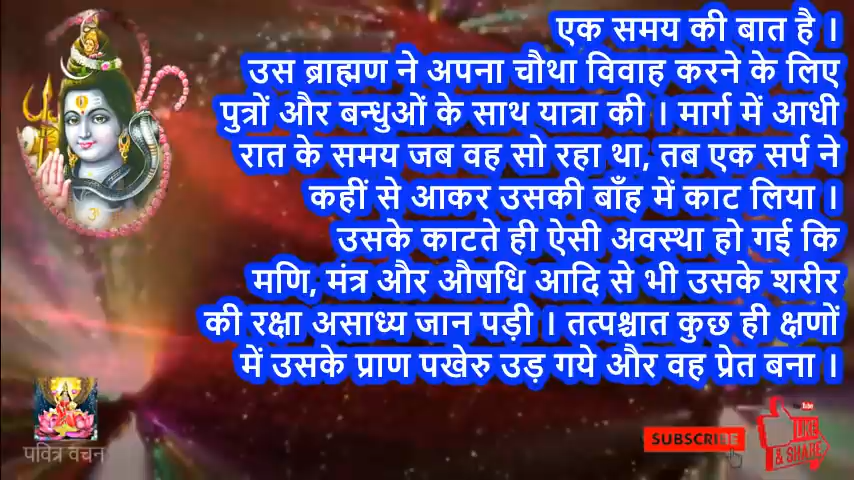 एक समय की बात है ।
उस ब्राह्मण ने अपना चौथा विवाह करने के लिए
पुत्रों और बन्धुओं के साथ यात्रा की । मार्ग में आधी
रात के समय जब वह सो रहा था, तब एक सर्प ने
कहीं से आकर उसकी बाँह में काट लिया ।
उसके काटते ही ऐसी अवस्था हो गई कि
मणि, मंत्र और औषधि आदि से भी उसके शरीर
की रक्षा असाध्य जान पड़ी । तत्पश्चात कुछ ही क्षणों
में उसके प्राण पखेरु उड़ गये और वह प्रेत बना ।
पवित्र वचन
SUBSCRIBE
LIKE
& SHARE